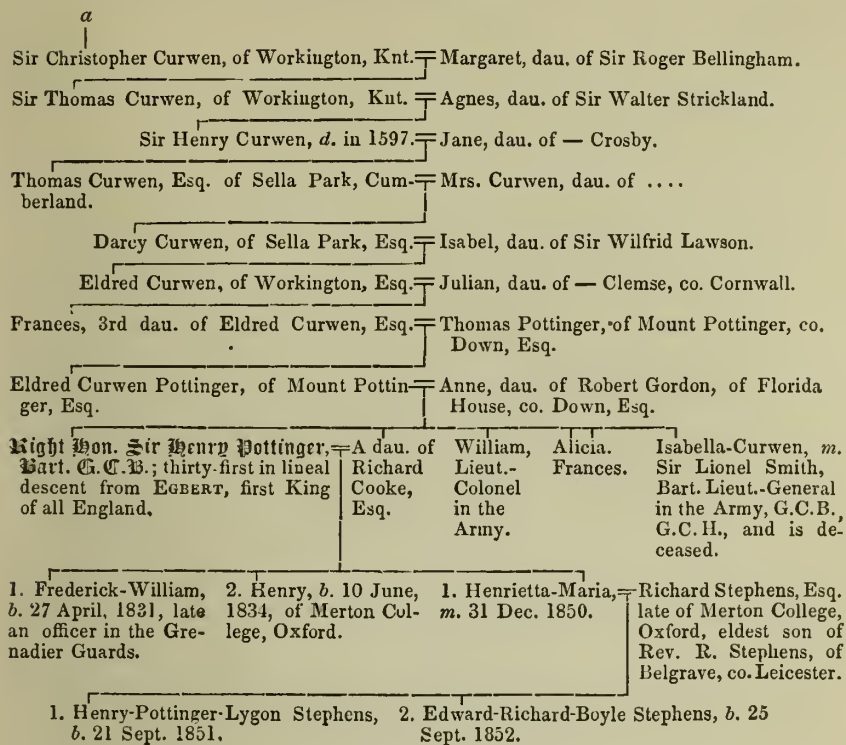 a
Sir Christopher Curwen, of Workington, Knt. Margaret, dau. of Sir Roger Bellingham.
Sir Thomas Curwen, of Workington, Knt. Agnes, dau. of Sir Walter Strickland.
Sir Henry Curwen, d. in 1597. Jane, dau. of — Crosby.
Thomas Curwen, Esq. of Sella Park, Cum- Mrs. Curwen, dau. of ....
berland.
Darcy Curwen, of Sella Park, Esq. Isabel, dau. of Sir Wilfrid Lawson.
Eldred Curwen, of Workington, Esq. Julian, dau. of — Clemse, co. Cornwall.
Frances, 3rd dau. of Eldred Curwen, Esq. Thomas Pottinger, of Mount Pottinger, co.
Down, Esq.
Eldred Curwen Pottinger, of Mount Pottin- Anne, dau. of Robert Gordon, of Florida
ger, Esq. House, co. Down, Esq.
Right Hon. Sir Henry Pottinger,
Bart. G.C.B.; thirty-first in lineal
descent from EGBERT, first King
of all England.
A dau. of
Richard
Cooke,
Esq.
William,
Lieut.-
Colonel
in the
Army.
Alicia.
Frances.
Isabella-Curwen, m.
Sir Lionel Smith,
Bart. Lieut.-General
in the Army, G.C.B.,
G.C.H., and is de-
ceased.
1. Frederick-William,
b. 27 April, 1831, late
an officer in the Gre-
nadier Guards.
2. Henry, b. 10 June,
1834, of Merton Col-
lege, Oxford.
1. Henrietta-Maria,
m. 31 Dec. 1850.
Richard Stephens, Esq.
late of Merton College,
Oxford, eldest son of
Rev. R. Stephens, of
Belgrave, co. Leicester.
1. Henry-Pottinger-Lygon Stephens,
b. 21 Sept. 1851.
2. Edward-Richard-Boyle Stephens, b. 25
Sept. 1852.